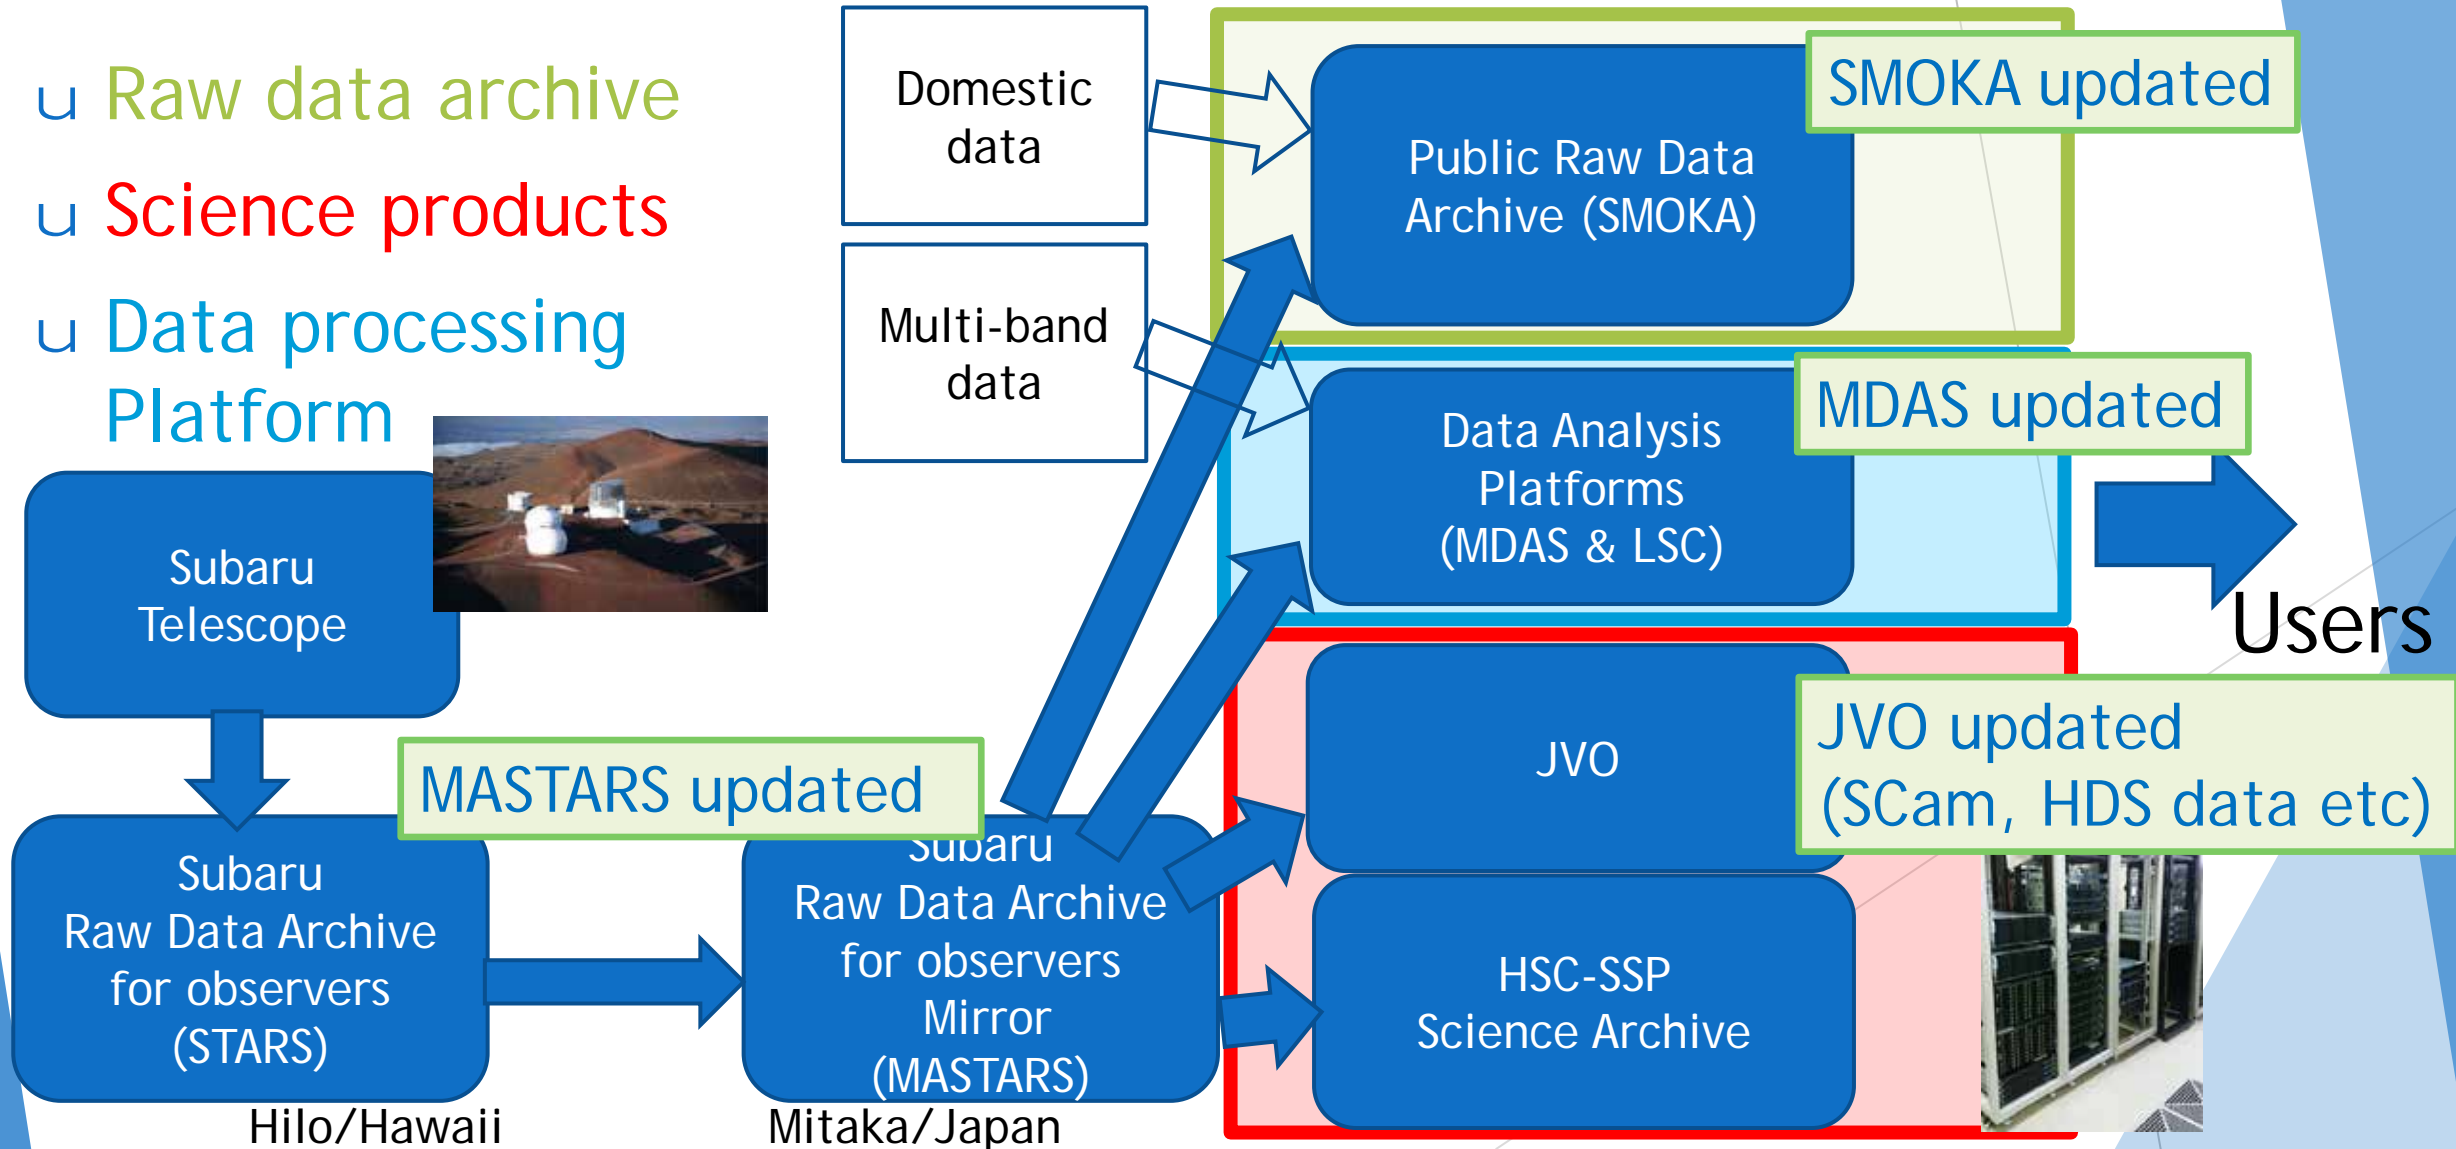 u Raw data archive
u Science products
u Data processing
Platform
Domestic
data
Multi-band
data
Public Raw Data
Archive (SMOKA)
SMOKA updated
Data Analysis
Platforms
(MDAS & LSC)
MDAS updated
Users
Subaru
Telescope
MASTARS updated
JVO
JVO updated
(SCam, HDS data etc)
Subaru
Raw Data Archive
for observers
(STARS)
Hilo/Hawaii
Subaru
Raw Data Archive
for observers
Mirror
(MASTARS)
Mitaka/Japan
HSC-SSP
Science Archive